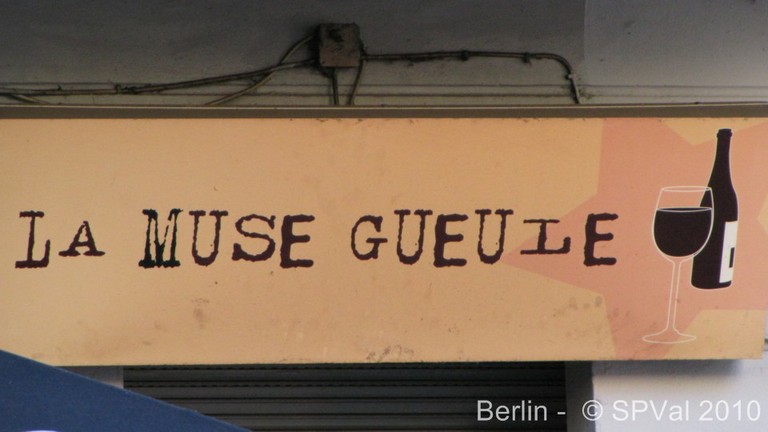 LA MUSE GUEULE
Berlin - © SPVal 2010